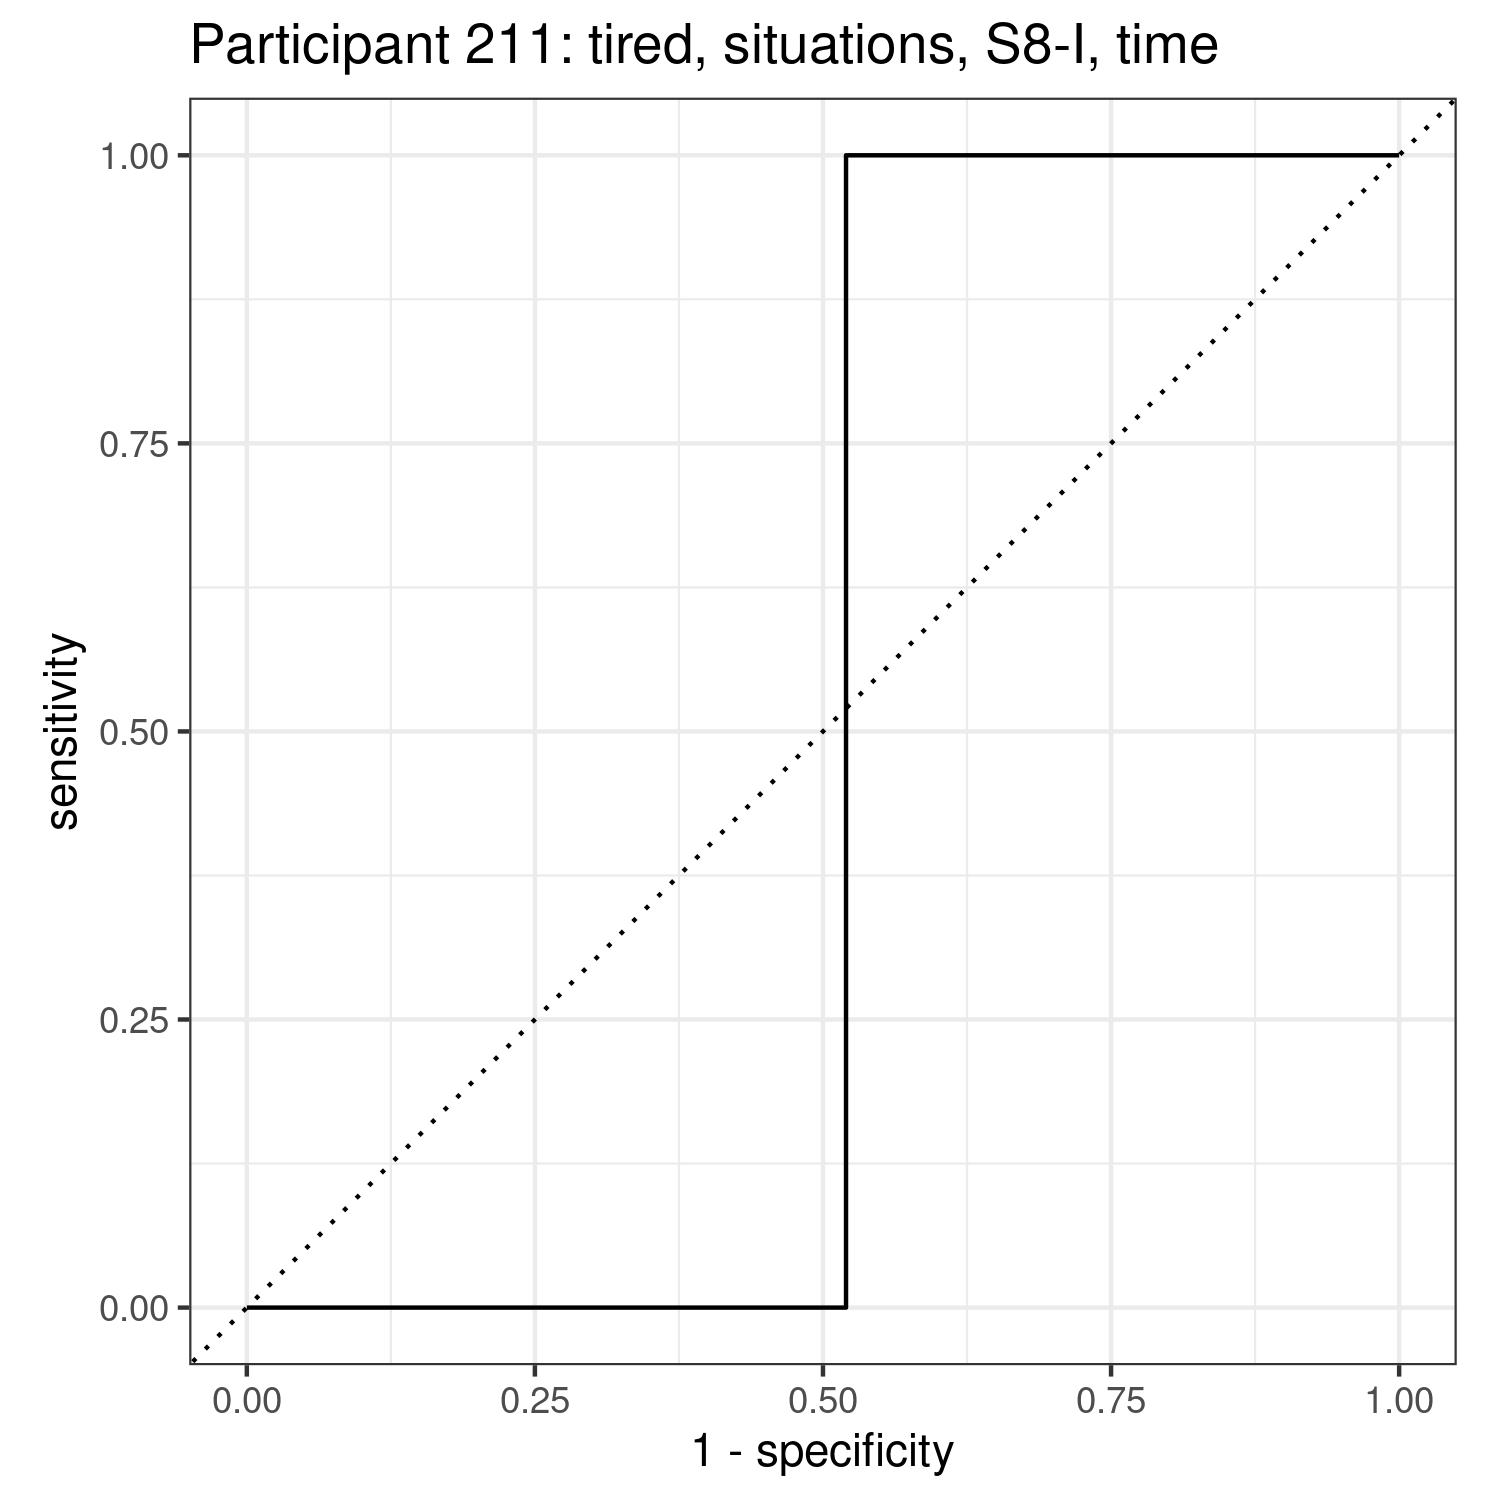 Participant 211: tired, situations, S8-I, time
1.00
0.75
0.50
0.25
0.00
sensitivity
0.00 0.25 0.50 0.75 1.00
1 - specificity